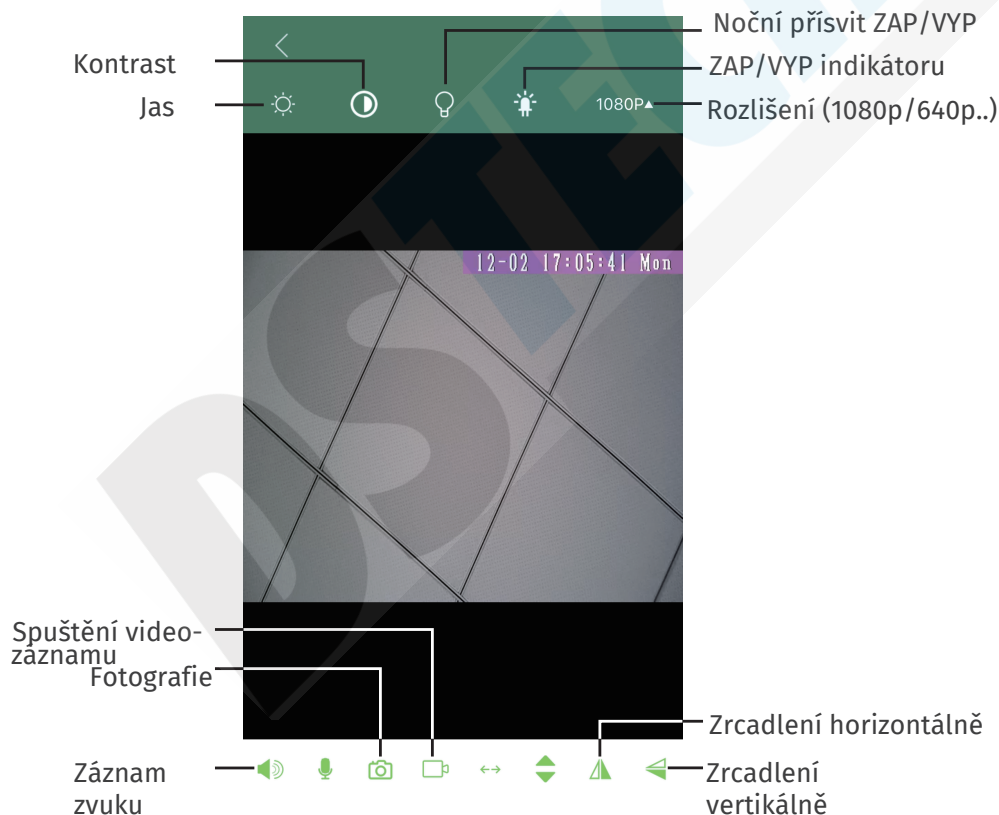 Noční přísvit ZAP/VYP
Kontrast
ZAP/VYP indikátoru
Jas
1080P▲
Rozlišení (1080p/640p..)
12-02 17:05:41 Mon
Spuštění video-
záznamu
Fotografie
Zrcadlení horizontálně
Záznam
zvuku
Zrcadlení
vertikálně
DSTECH